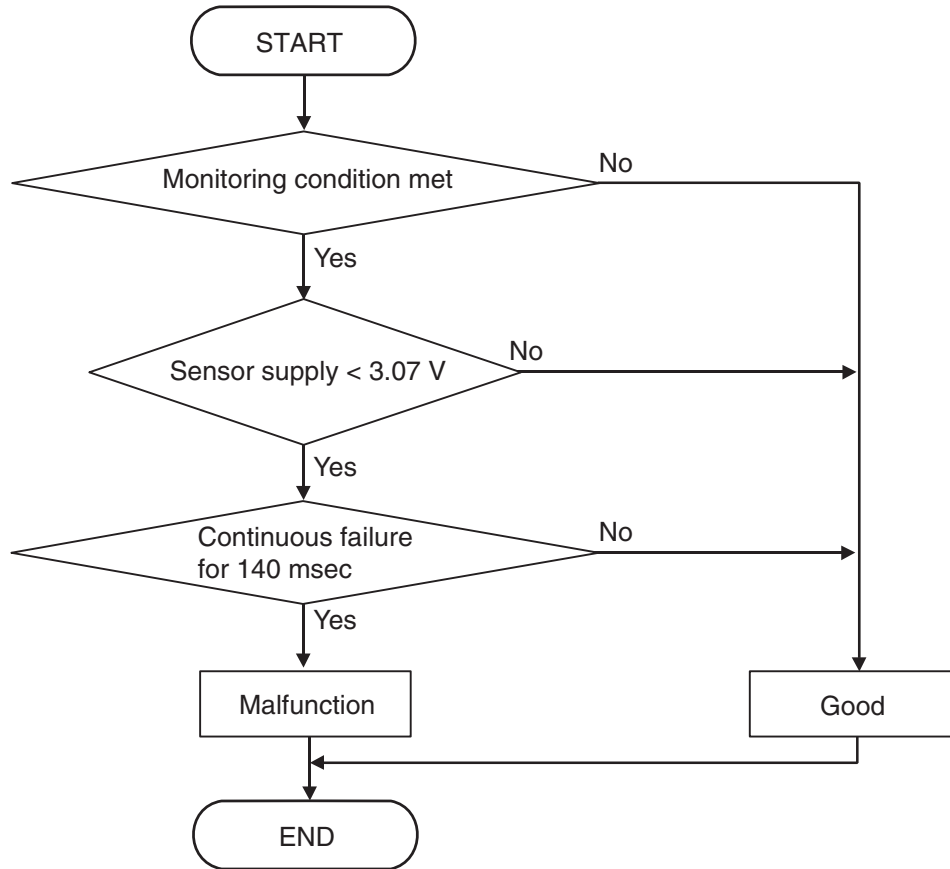 START
Monitoring condition met
No
Yes
Sensor supply < 3.07 V
No
Yes
Continuous failure
for 140 msec
No
Yes
Malfunction
Good
END